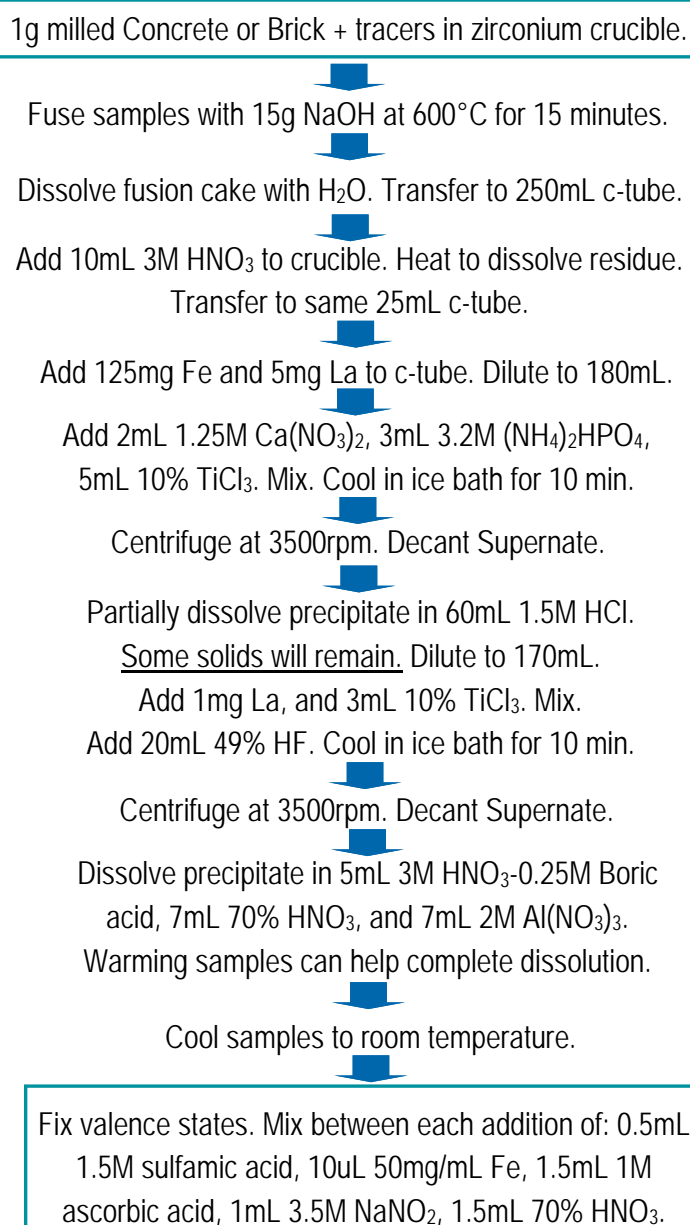 1g milled Concrete or Brick + tracers in zirconium crucible.
Fuse samples with 15g NaOH at 600°C for 15 minutes.
Dissolve fusion cake with H₂O. Transfer to 250mL c-tube.
Add 10mL 3M HNO₃ to crucible. Heat to dissolve residue.
Transfer to same 25mL c-tube.
Add 125mg Fe and 5mg La to c-tube. Dilute to 180mL.
Add 2mL 1.25M Ca(NO₃)₂, 3mL 3.2M (NH₄)₂HPO₄,
5mL 10% TiCl₃. Mix. Cool in ice bath for 10 min.
Centrifuge at 3500rpm. Decant Supernate.
Partially dissolve precipitate in 60mL 1.5M HCl.
Some solids will remain. Dilute to 170mL.
Add 1mg La, and 3mL 10% TiCl₃. Mix.
Add 20mL 49% HF. Cool in ice bath for 10 min.
Centrifuge at 3500rpm. Decant Supernate.
Dissolve precipitate in 5mL 3M HNO₃-0.25M Boric
acid, 7mL 70% HNO₃, and 7mL 2M Al(NO₃)₃.
Warming samples can help complete dissolution.
Cool samples to room temperature.
Fix valence states. Mix between each addition of: 0.5mL
1.5M sulfamic acid, 10uL 50mg/mL Fe, 1.5mL 1M
ascorbic acid, 1mL 3.5M NaNO₂, 1.5mL 70% HNO₃.